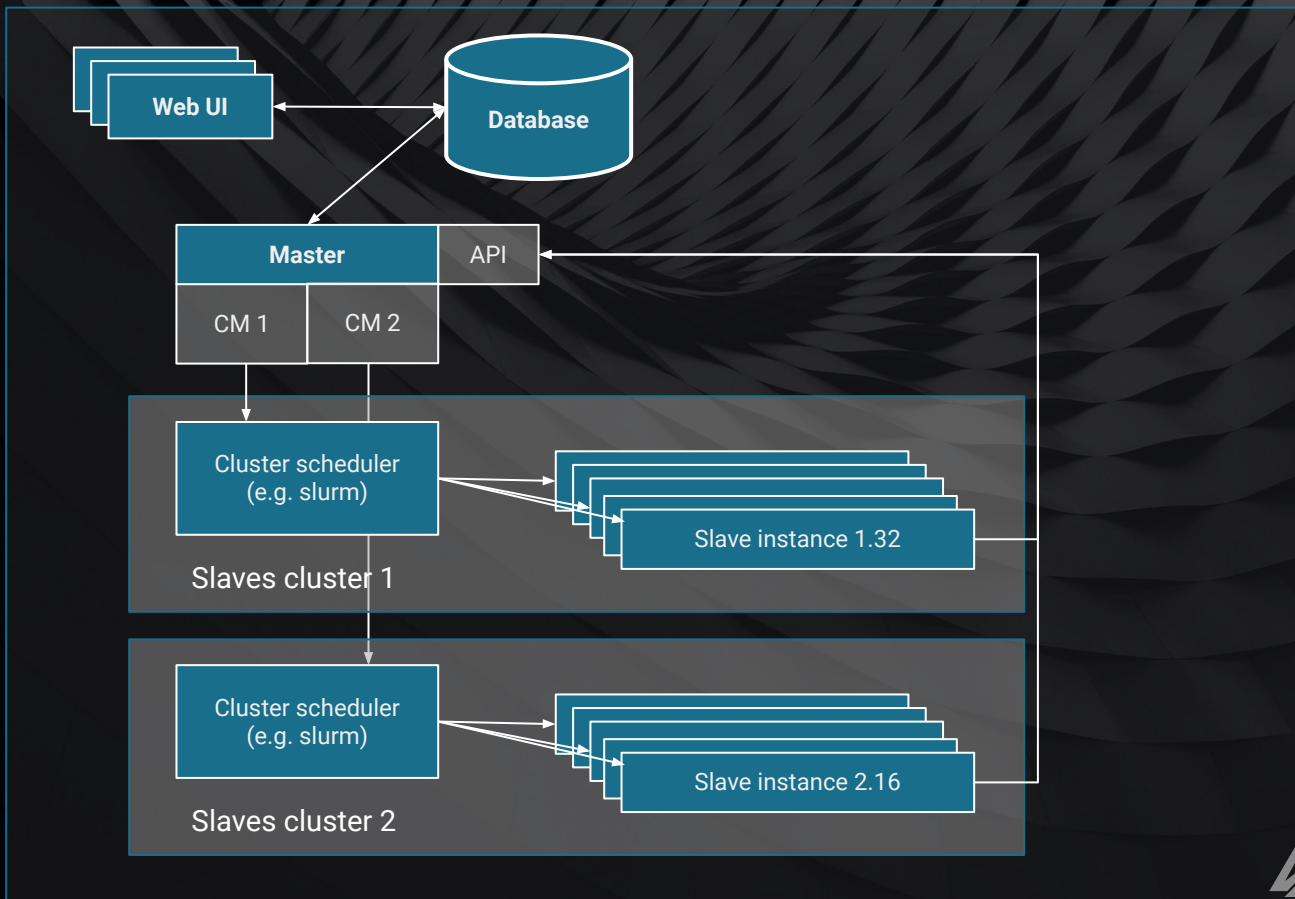 Web UI
Database
Master
API
CM 1
CM 2
Cluster scheduler
(e.g. slurm)
Slave instance 1.32
Slaves cluster 1
Cluster scheduler
(e.g. slurm)
Slave instance 2.16
Slaves cluster 2